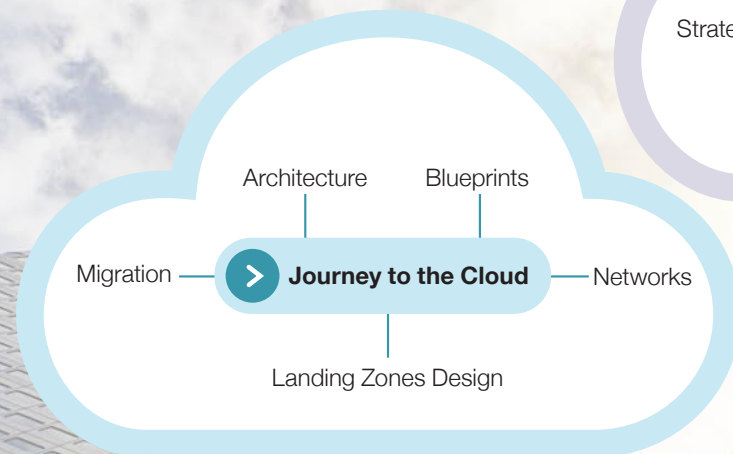 Architecture
Blueprints
Migration
Journey to the Cloud
Networks
Landing Zones Design